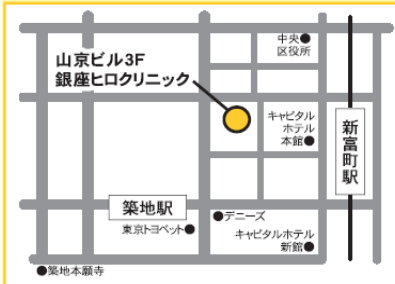 中央
区役所
山京ビル3F
銀座ヒロクリニック
キャピタル
ホテル
本館
新富町駅
築地駅
デニーズ
東京トヨペット
キャピタルホテル
新館
築地本願寺